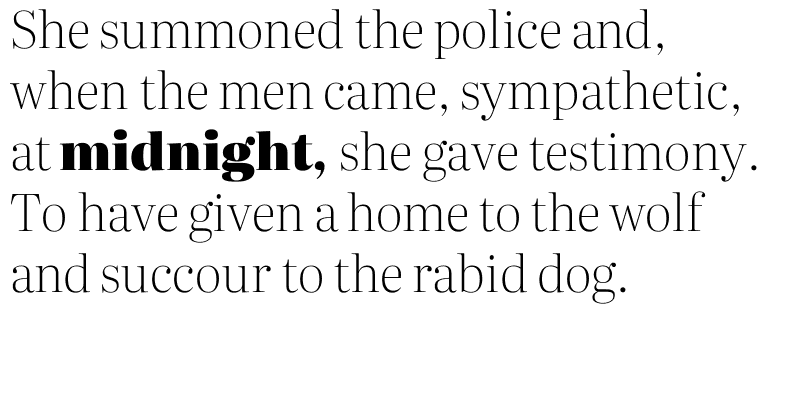 She summoned the police and,
when the men came, sympathetic,
at midnight, she gave testimony.
To have given a home to the wolf
and succour to the rabid dog.